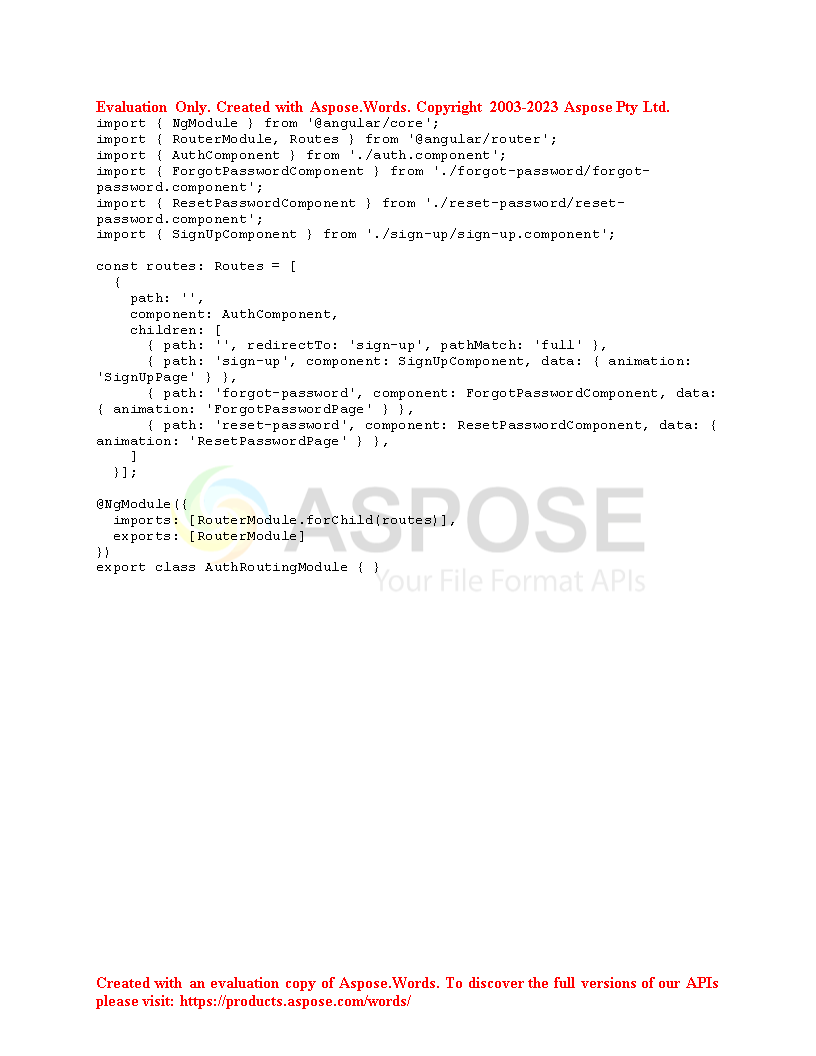 Evaluation Only. Created with Aspose.Words. Copyright 2003-2023 Aspose Pty Ltd.
import { NgModule } from '@angular/core';
import { RouterModule, Routes } from '@angular/router';
import { AuthComponent } from './auth.component';
import { ForgotPasswordComponent } from './forgot-password/forgot-
password.component';
import { ResetPasswordComponent } from './reset-password/reset-
password.component';
import { SignUpComponent } from './sign-up/sign-up.component';

const routes: Routes = [
  {
    path: '',
    component: AuthComponent,
    children: [
      { path: '', redirectTo: 'sign-up', pathMatch: 'full' },
      { path: 'sign-up', component: SignUpComponent, data: { animation:
'SignUpPage' } },
      { path: 'forgot-password', component: ForgotPasswordComponent, data:
{ animation: 'ForgotPasswordPage' } },
      { path: 'reset-password', component: ResetPasswordComponent, data: {
animation: 'ResetPasswordPage' } },
    ]
  }];

@NgModule({
  imports: [RouterModule.forChild(routes)],
  exports: [RouterModule]
})
export class AuthRoutingModule { }
ASPOSE
Your File Format APIs
Created with an evaluation copy of Aspose.Words. To discover the full versions of our APIs
please visit: https://products.aspose.com/words/